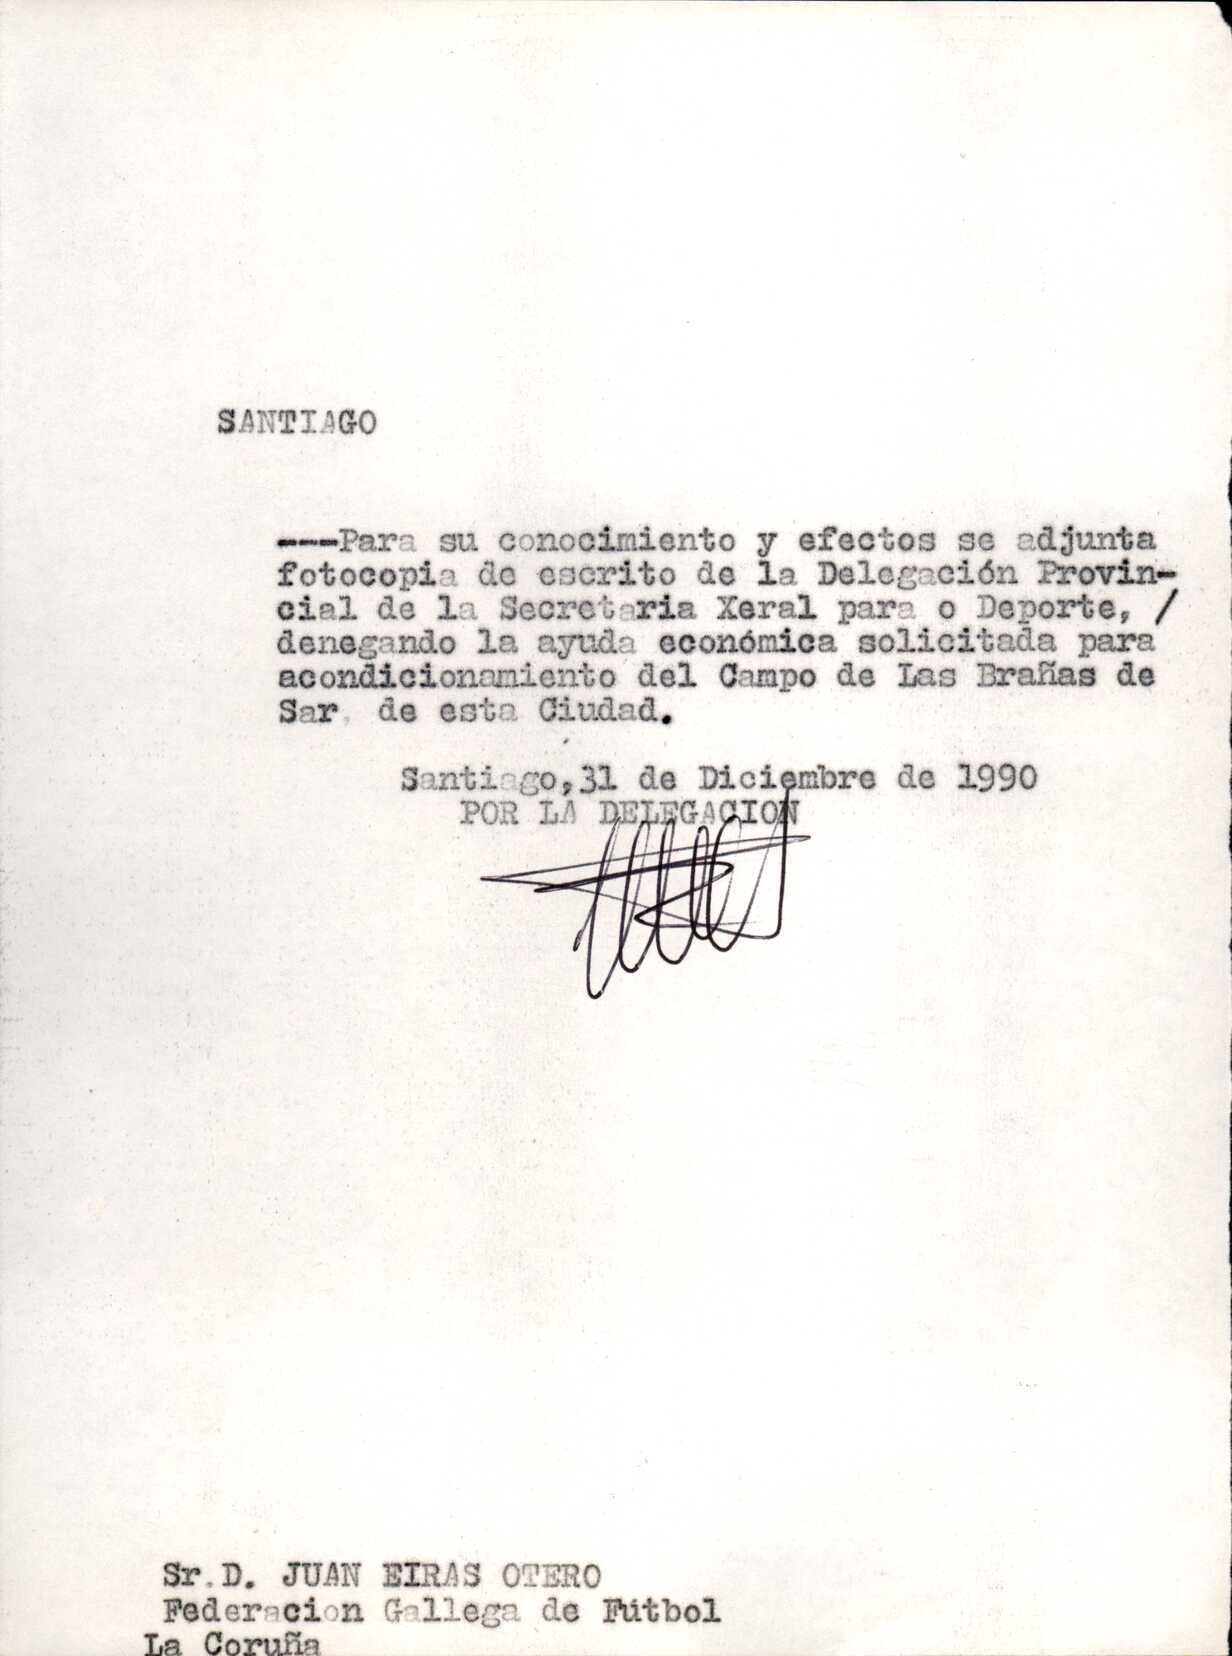 SANTIAGO
---Para su conocimiento y efectos se adjunta
fotocopia de escrito de la Delegación Provin-
cial de la Secretaria Xeral para o Deporte, /
denegando la ayuda económica solicitada para
acondicionamiento del Campo de Las Brañas de
Sar. de esta Ciudad.
Santiago,31 de Diciembre de 1990
POR LA DELEGACION
Sr.D. JUAN EIRAS OTERO
Federacion Gallega de Fútbol
La Coruña